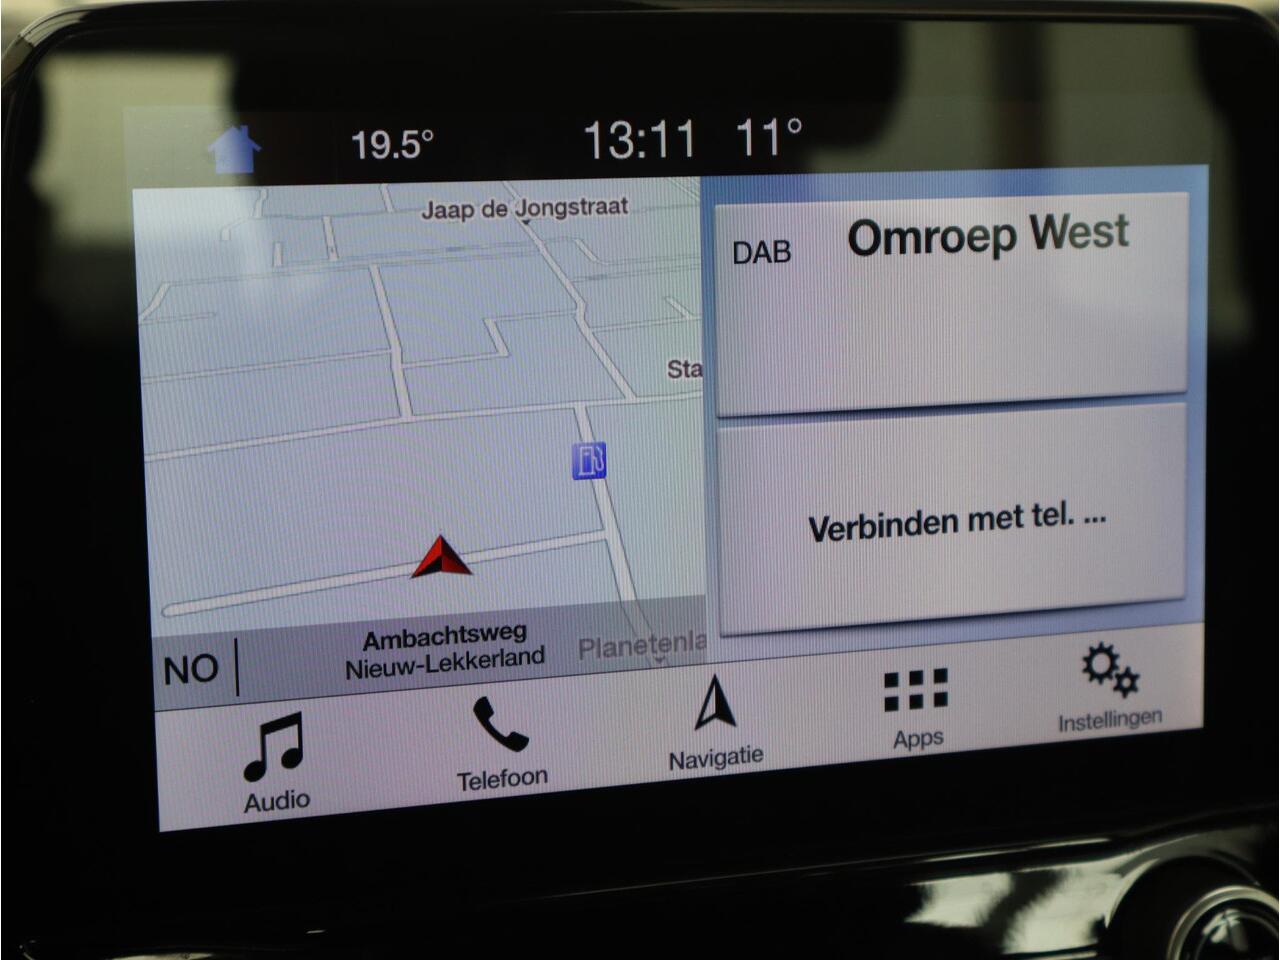 19.5° 13:11 11°
Jaap de Jongstraat
Sta
DAB Omroep West
Verbinden met tel. ...
NO
Ambachtsweg
Nieuw-Lekkerland
Planetenla
Audio
Telefoon
Navigatie
Apps
Instellingen